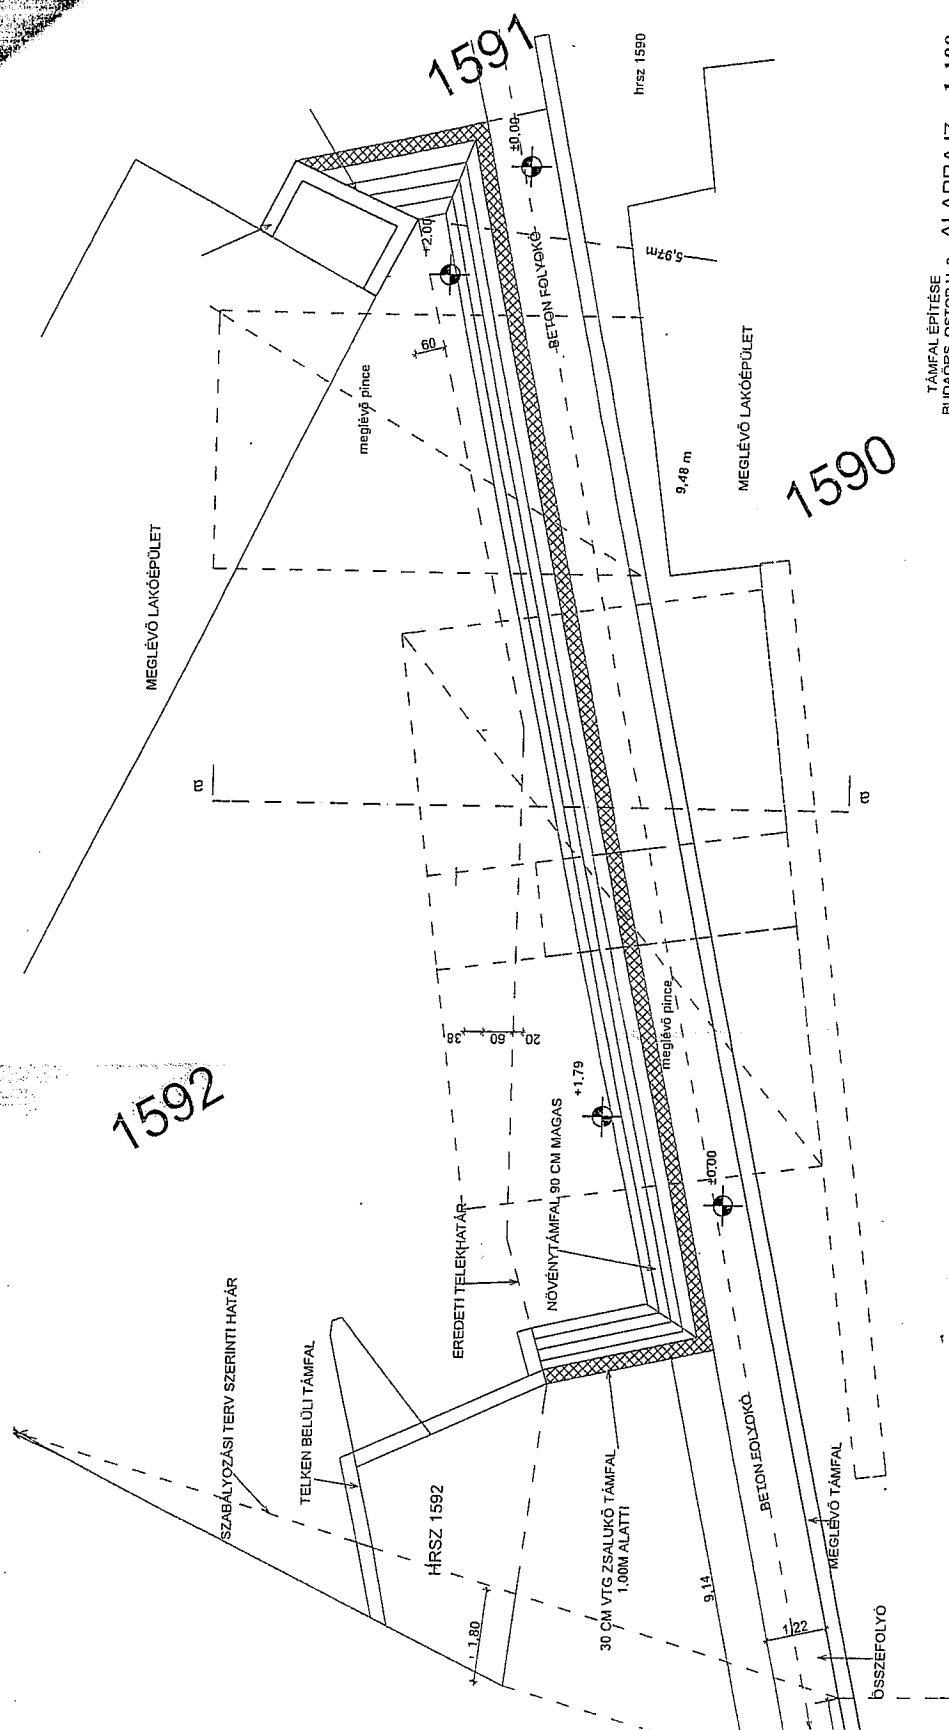 1591
hrsz 1590
±0.00
+2.00
BETON FOLYOKÓ
5,97m
60
meglévő pince
MEGLÉVŐ LAKÓÉPÜLET
9,48 m
MEGLÉVŐ LAKÓÉPÜLET
1590
TÁMFAL ÉPÍTÉSE
a
a
1592
38
60
20
meglévő pince
+1.79
±0.00
NÖVÉNYTÁMFAL 90 CM MAGAS
EREDETI TELEKHATÁR
SZABÁLYOZÁSI TERV SZERINTI HATÁR
TELKEN BELÜLI TÁMFAL
HRSZ 1592
30 CM VTG ZSALUKŐ TÁMFAL
1.00M ALATTI
BETON FOLYOKÓ
MEGLÉVŐ TÁMFAL
9,14
1,80
1,22
ÖSSZEFOLYÓ